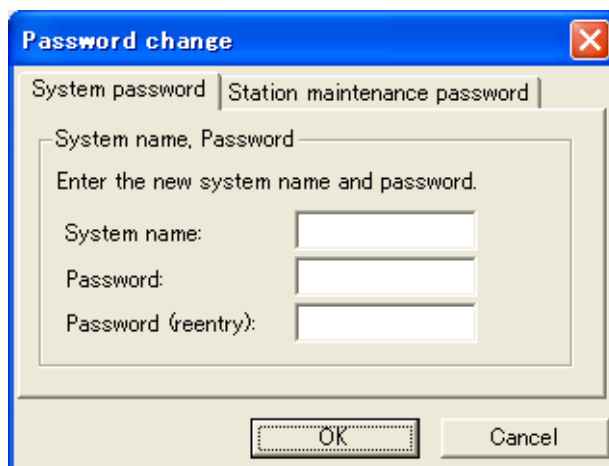 Password change
System password Station maintenance password
System name, Password
Enter the new system name and password.
System name:
Password:
Password (reentry):
OK Cancel